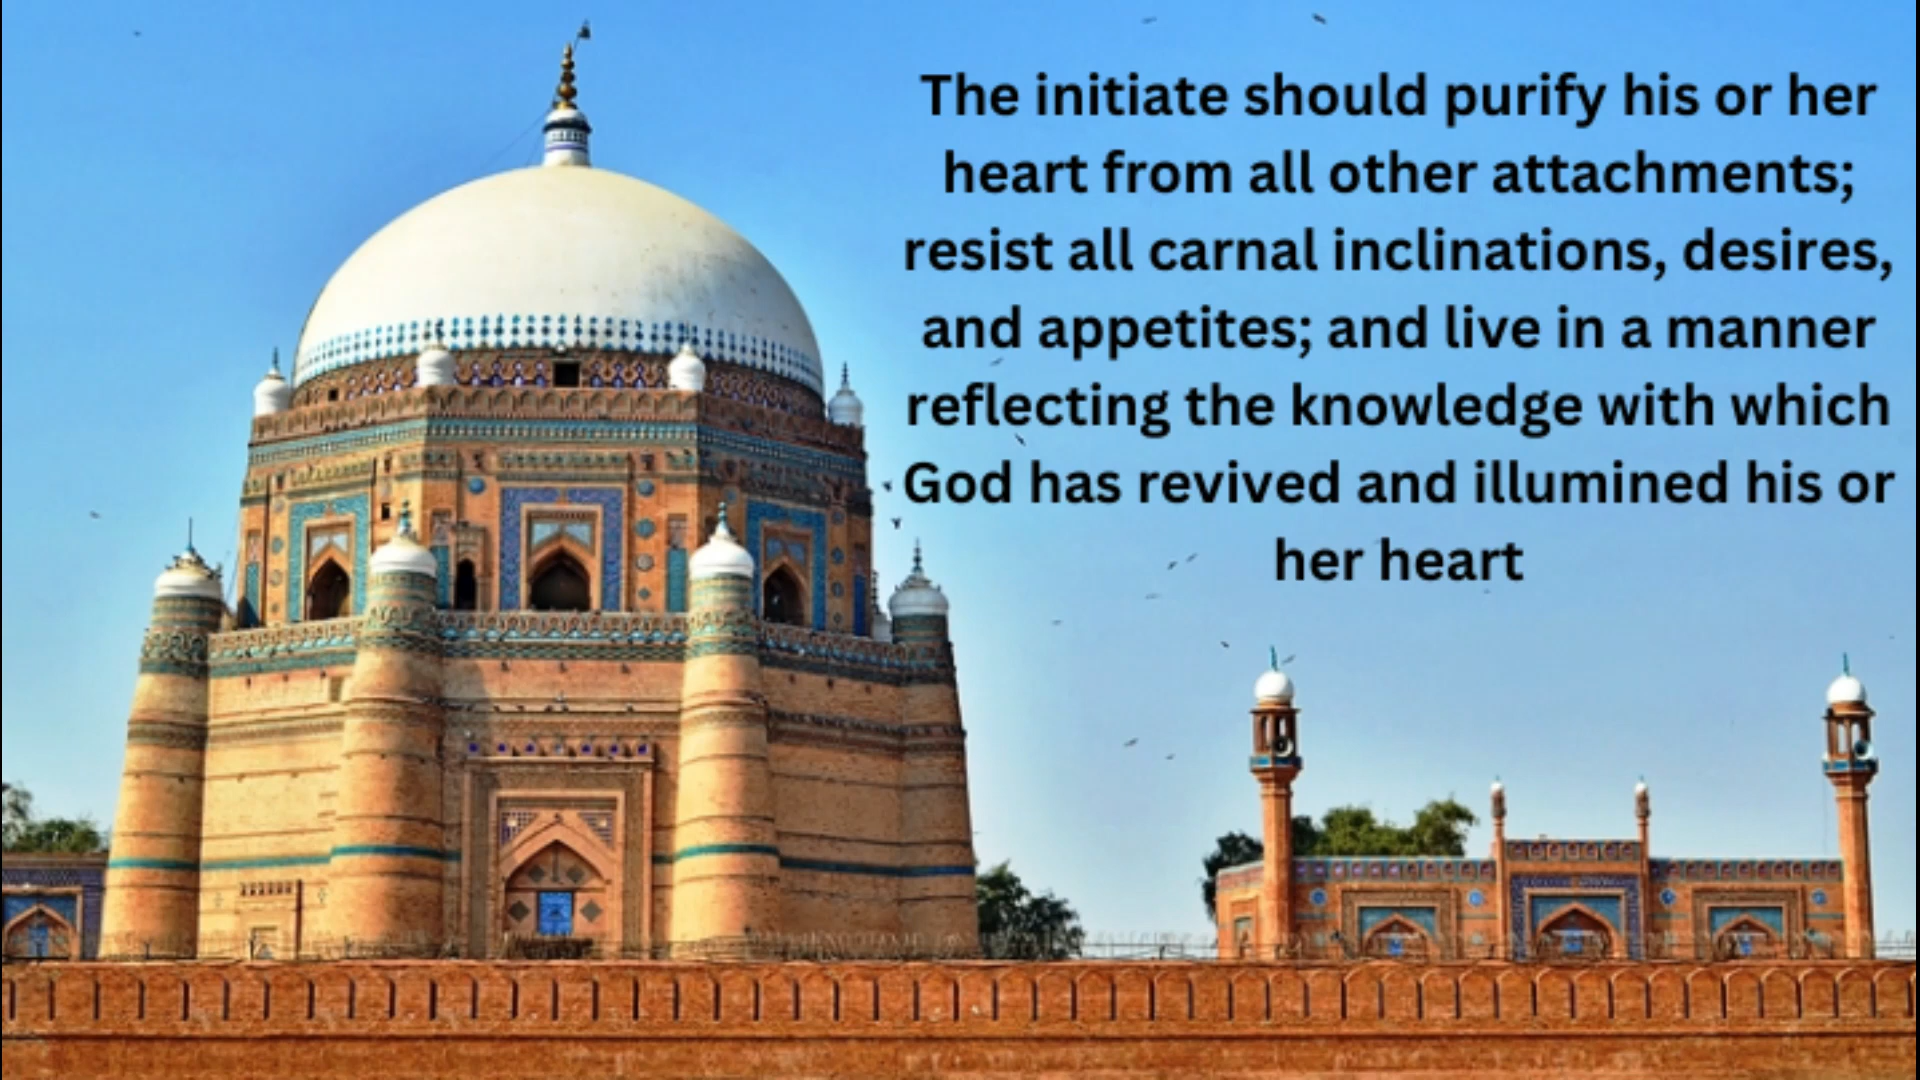 The initiate should purify his or her
heart from all other attachments;
resist all carnal inclinations, desires,
and appetites; and live in a manner
reflecting the knowledge with which
God has revived and illumined his or
her heart